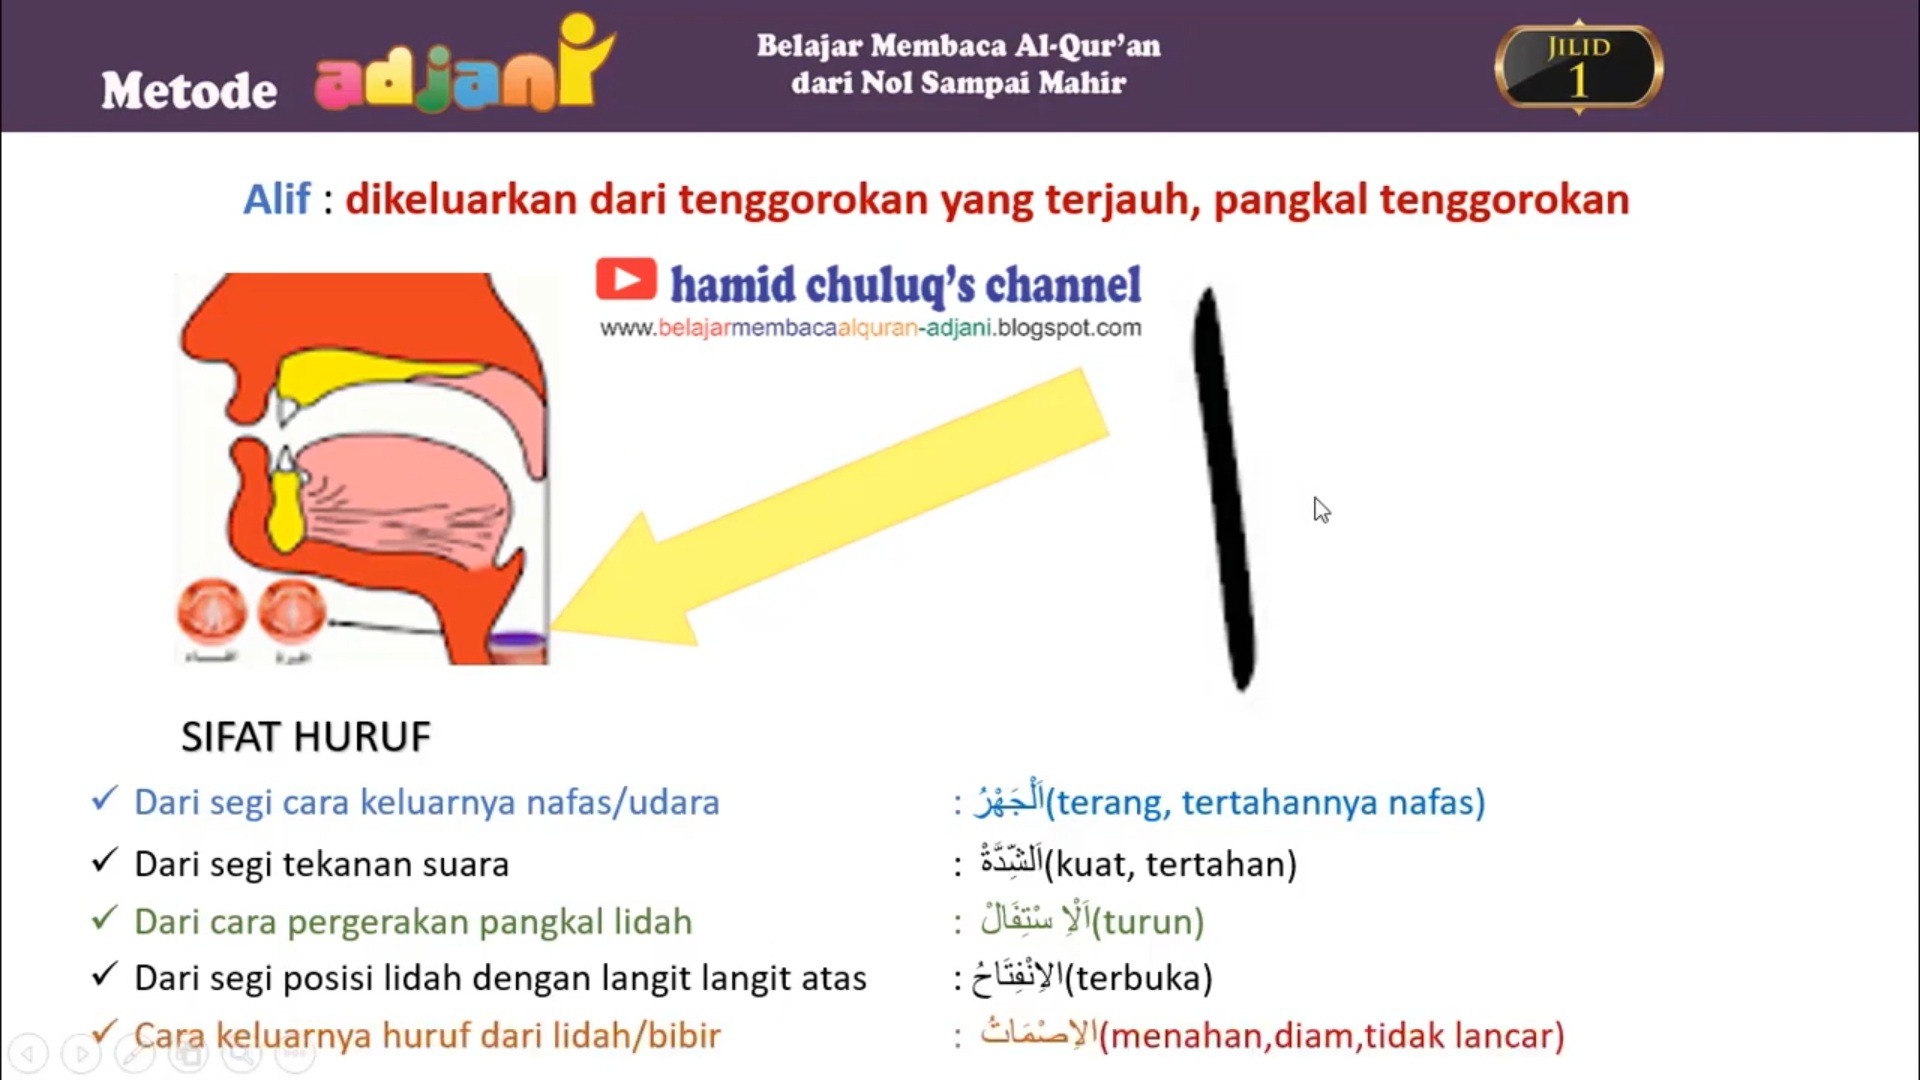 Metode adjani
Belajar Membaca Al-Qur'an
dari Nol Sampai Mahir
JILID
1
Alif : dikeluarkan dari tenggorokan yang terjauh, pangkal tenggorokan
hamid chuluq's channel
www.belajarmembacaalquran-adjani.blogspot.com
ا
SIFAT HURUF
✓ Dari segi cara keluarnya nafas/udara : اَلْجَهْرُ(terang, tertahannya nafas)
✓ Dari segi tekanan suara : اَلشِّدَّةْ(kuat, tertahan)
✓ Dari cara pergerakan pangkal lidah : اَلْاِ سْتِفَالْ(turun)
✓ Dari segi posisi lidah dengan langit langit atas : الاِنْفِتَاحُ(terbuka)
✓ Cara keluarnya huruf dari lidah/bibir : الاِصْمَاتُ(menahan,diam,tidak lancar)